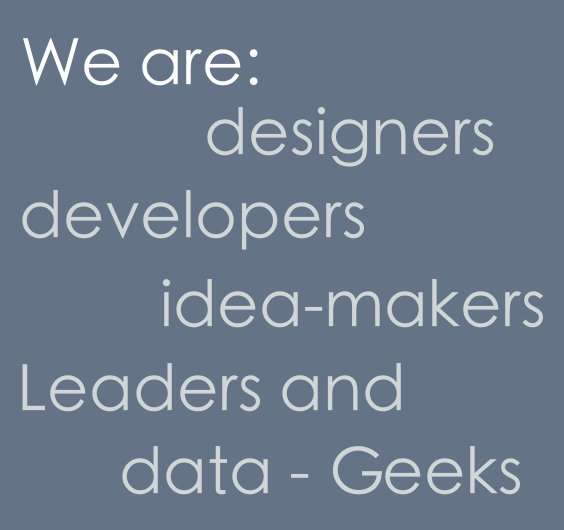 We are:
designers
developers
idea-makers
Leaders and
data - Geeks